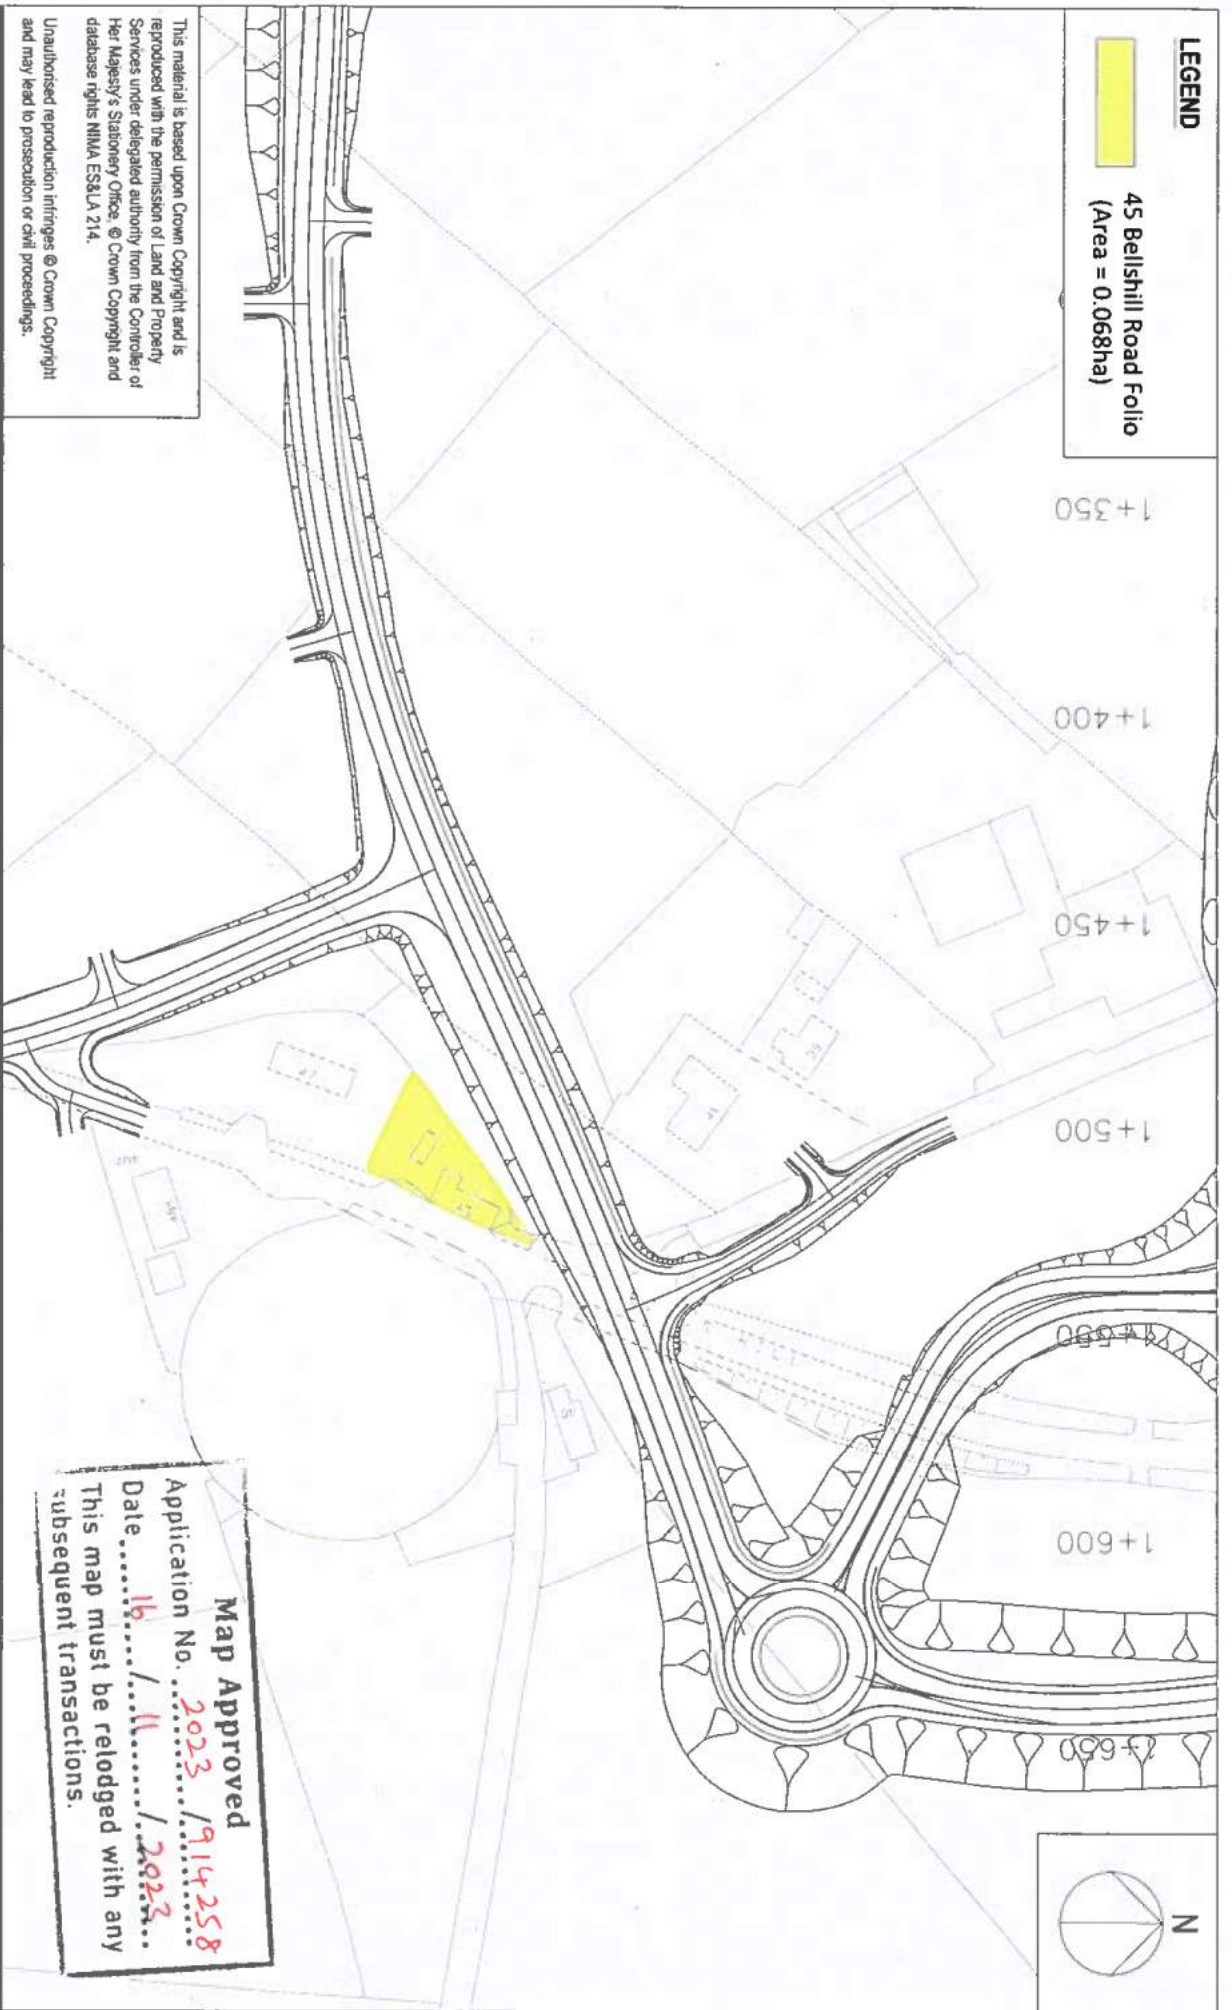 LEGEND
45 Bellshill Road Folio
(Area = 0.068ha)
1+350
1+400
1+450
1+500
1+550
1+600
1+650
N
47
45
41
39
This material is based upon Crown Copyright and is
reproduced with the permission of Land and Property
Services under delegated authority from the Controller of
Her Majesty's Stationery Office, © Crown Copyright and
database rights NIMA ES&LA 214.
Unauthorised reproduction infringes © Crown Copyright
and may lead to prosecution or civil proceedings.
Map Approved
Application No. 2023 / 914258
Date 16 / 11 / 2023
This map must be relodged with any
subsequent transactions.